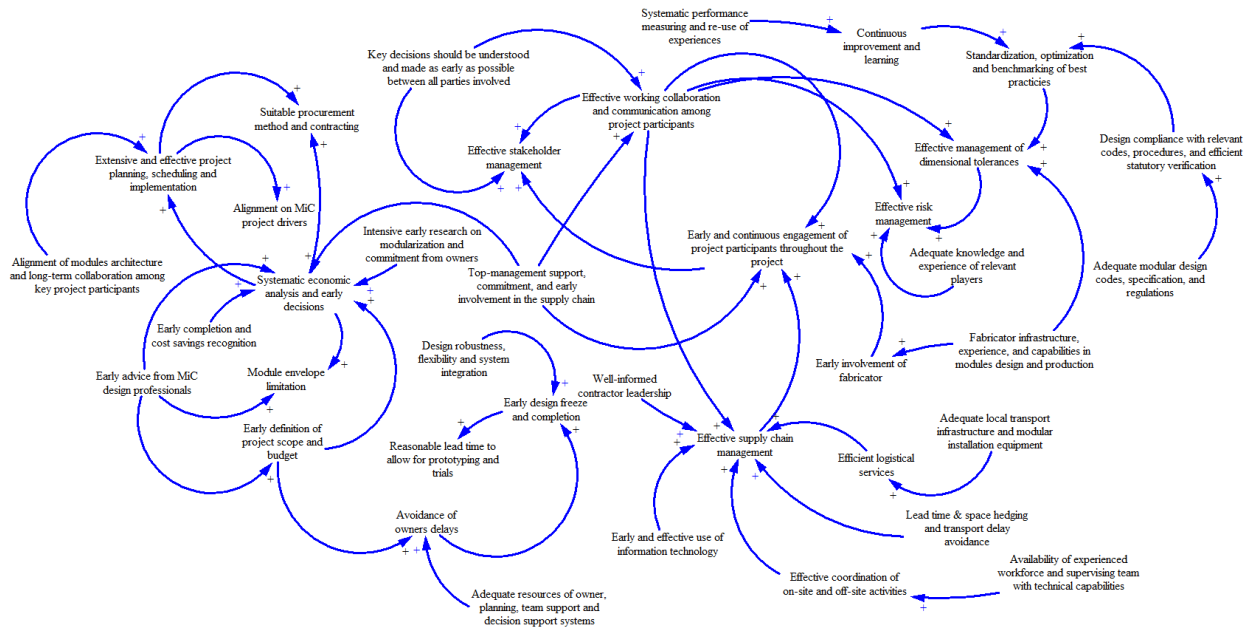 Systematic performance
measuring and re-use of
experiences
Continuous
improvement and
learning
Key decisions should be understood
and made as early as possible
between all parties involved
Standardization, optimization
and benchmarking of best
practicies
Suitable procurement
method and contracting
Effective working collaboration
and communication among
project participants
Extensive and effective project
planning, scheduling and
implementation
Effective stakeholder
management
Effective management of
dimensional tolerances
Design compliance with relevant
codes, procedures, and efficient
statutory verification
Alignment on MiC
project drivers
Effective risk
management
Intensive early research on
modularization and
commitment from owners
Early and continuous engagement of
project participants throughout the
project
Adequate knowledge and
experience of relevant
players
Alignment of modules architecture
and long-term collaboration among
key project participants
Top-management support,
commitment, and early
involvement in the supply chain
Adequate modular design
codes, specification, and
regulations
Systematic economic
analysis and early
decisions
Early completion and
cost savings recognition
Design robustness,
flexibility and system
integration
Early involvement of
fabricator
Fabricator infrastructure,
experience, and capabilities in
modules design and production
Early advice from MiC
design professionals
Module envelope
limitation
Well-informed
contractor leadership
Early design freeze
and completion
Early definition of
project scope and
budget
Reasonable lead time to
allow for prototyping and
trials
Effective supply chain
management
Efficient logistical
services
Adequate local transport
infrastructure and modular
installation equipment
Avoidance of
owners delays
Early and effective use of
information technology
Lead time & space hedging
and transport delay
avoidance
Adequate resources of owner,
planning, team support and
decision support systems
Effective coordination of
on-site and off-site activities
Availability of experienced
workforce and supervising team
with technical capabilities